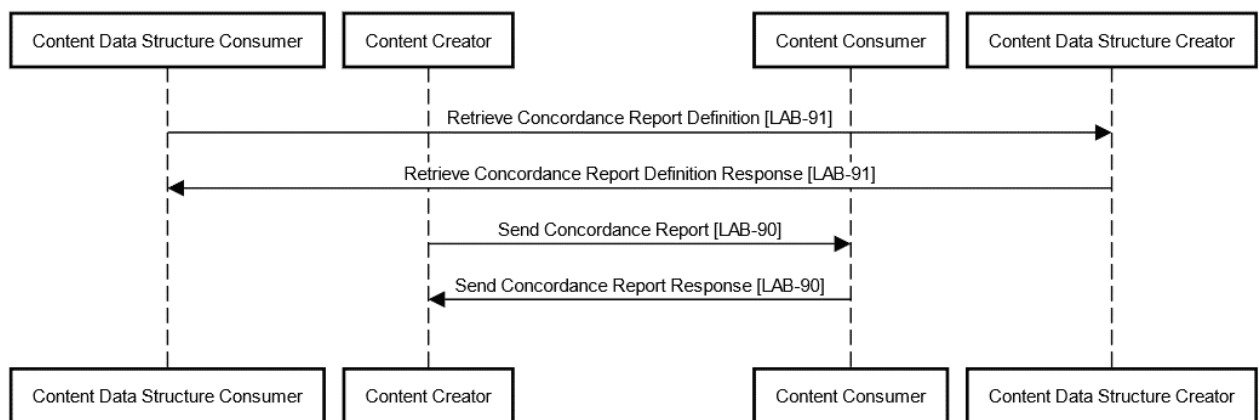 Content Data Structure Consumer
Content Creator
Content Consumer
Content Data Structure Creator
Retrieve Concordance Report Definition [LAB-91]
Retrieve Concordance Report Definition Response [LAB-91]
Send Concordance Report [LAB-90]
Send Concordance Report Response [LAB-90]
Content Data Structure Consumer
Content Creator
Content Consumer
Content Data Structure Creator